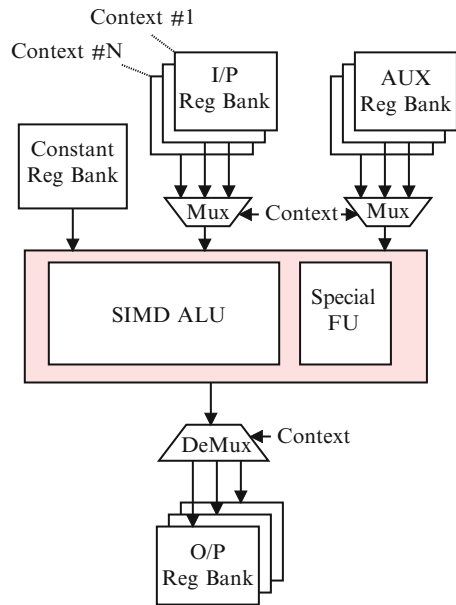 Context #1
Context #N
I/P
Reg Bank
AUX
Reg Bank
Constant
Reg Bank
Mux
Context
Mux
SIMD ALU
Special
FU
DeMux
Context
O/P
Reg Bank